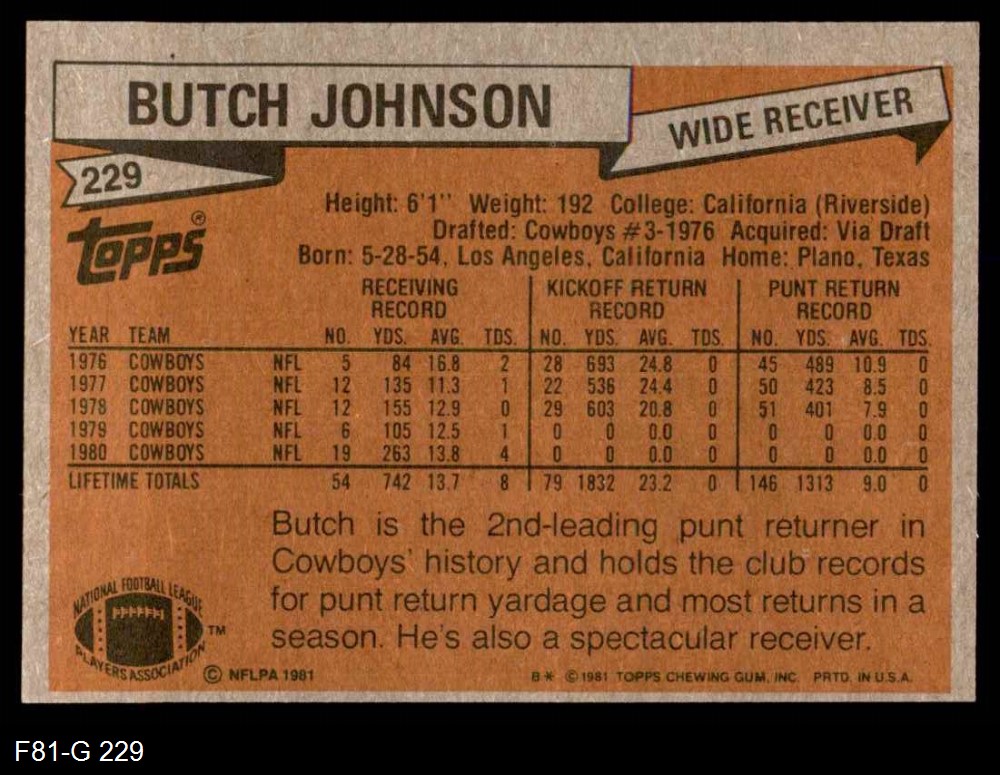 BUTCH JOHNSON
WIDE RECEIVER
229
Height: 6'1" Weight: 192 College: California (Riverside)
topps®
Drafted: Cowboys #3-1976 Acquired: Via Draft
Born: 5-28-54, Los Angeles, California Home: Plano, Texas
RECEIVING RECORD KICKOFF RETURN RECORD PUNT RETURN RECORD
YEAR TEAM NO. YDS. AVG. TDS. NO. YDS. AVG. TDS. NO. YDS. AVG. TDS.
1976 COWBOYS NFL 5 84 16.8 2 28 693 24.8 0 45 489 10.9 0
1977 COWBOYS NFL 12 135 11.3 1 22 536 24.4 0 50 423 8.5 0
1978 COWBOYS NFL 12 155 12.9 0 29 603 20.8 0 51 401 7.9 0
1979 COWBOYS NFL 6 105 12.5 1 0 0 0.0 0 0 0 0.0 0
1980 COWBOYS NFL 19 263 13.8 4 0 0 0.0 0 0 0 0.0 0
LIFETIME TOTALS 54 742 13.7 8 79 1832 23.2 0 146 1313 9.0 0
Butch is the 2nd-leading punt returner in
Cowboys' history and holds the club records
for punt return yardage and most returns in a
season. He's also a spectacular receiver.
NATIONAL FOOTBALL LEAGUE
PLAYERS ASSOCIATION TM
© NFLPA 1981
B* © 1981 TOPPS CHEWING GUM, INC. PRTD. IN U.S.A.
F81-G 229